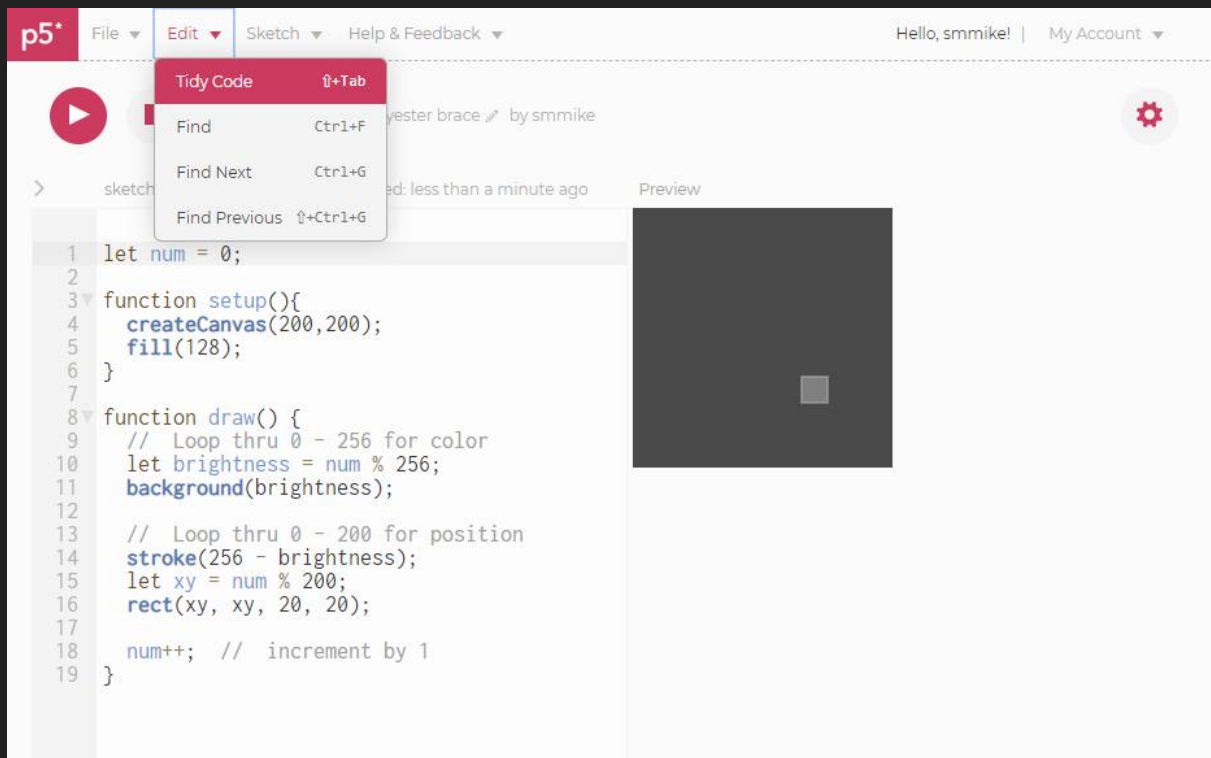 p5* File Edit Sketch Help & Feedback Hello, smmike! | My Account
Tidy Code ⇧+Tab
Find Ctrl+F
Find Next Ctrl+G
Find Previous ⇧+Ctrl+G
brace by smmike
sketch : less than a minute ago Preview
1 let num = 0;
2
3 function setup(){
4 createCanvas(200,200);
5 fill(128);
6 }
7
8 function draw() {
9 // Loop thru 0 - 256 for color
10 let brightness = num % 256;
11 background(brightness);
12
13 // Loop thru 0 - 200 for position
14 stroke(256 - brightness);
15 let xy = num % 200;
16 rect(xy, xy, 20, 20);
17
18 num++; // increment by 1
19 }